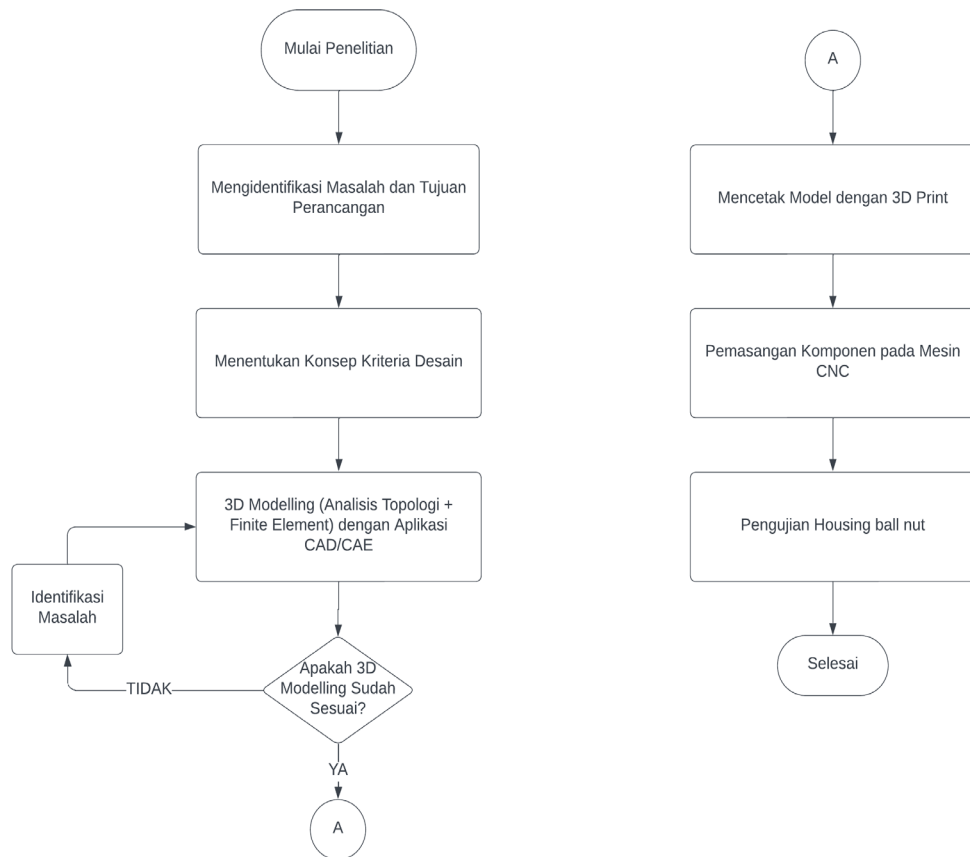 Mulai Penelitian
Mengidentifikasi Masalah dan Tujuan
Perancangan
Menentukan Konsep Kriteria Desain
3D Modelling (Analisis Topologi +
Finite Element) dengan Aplikasi
CAD/CAE
Identifikasi
Masalah
Apakah 3D
Modelling Sudah
Sesuai?
TIDAK
YA
A
A
Mencetak Model dengan 3D Print
Pemasangan Komponen pada Mesin
CNC
Pengujian Housing ball nut
Selesai